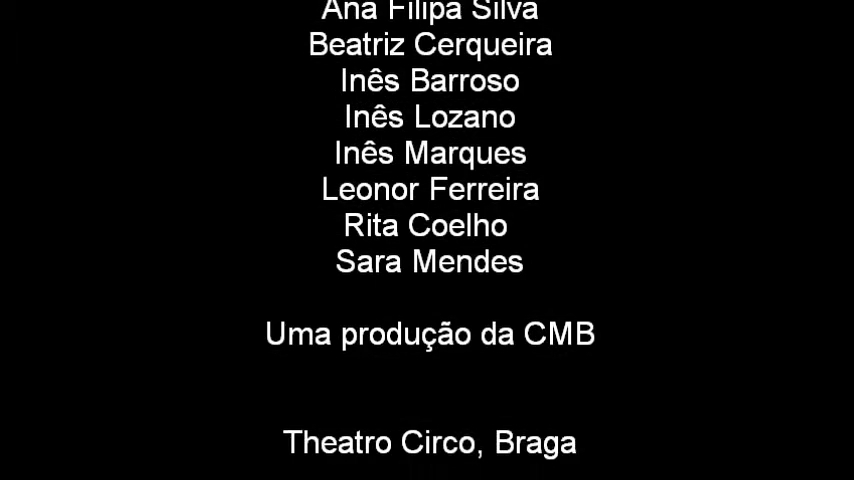 Ana Filipa Silva
Beatriz Cerqueira
Inês Barroso
Inês Lozano
Inês Marques
Leonor Ferreira
Rita Coelho
Sara Mendes
Uma produção da CMB
Theatro Circo, Braga